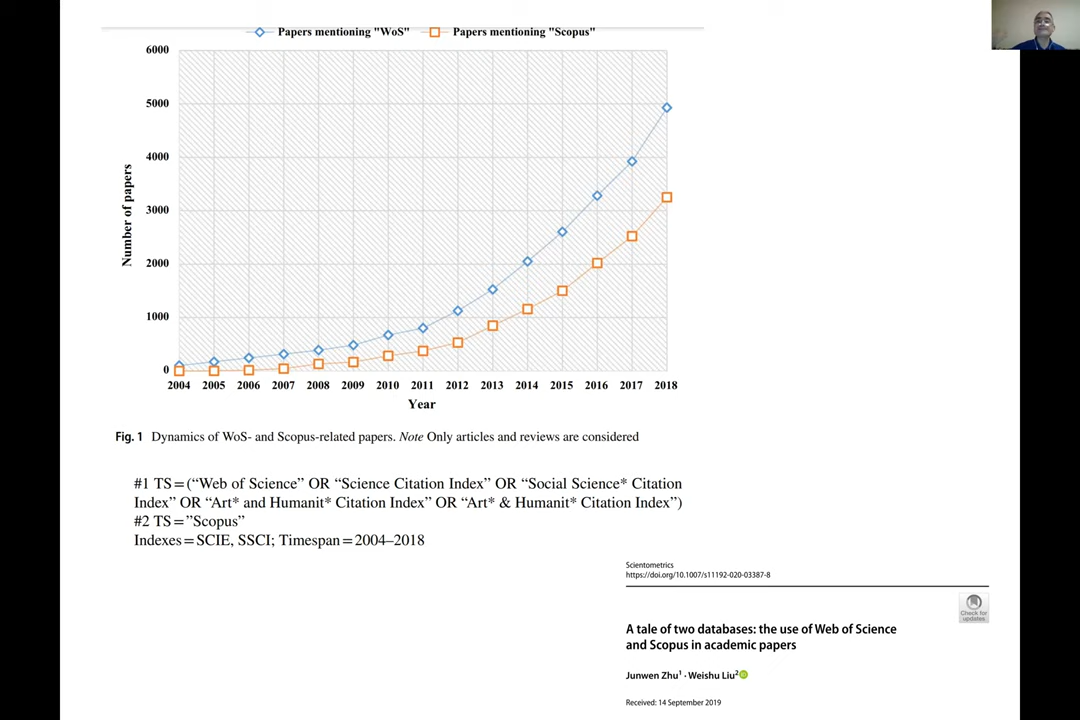 Papers mentioning "WoS" Papers mentioning "Scopus"
6000
5000
4000
3000
2000
1000
0
Number of papers
2004 2005 2006 2007 2008 2009 2010 2011 2012 2013 2014 2015 2016 2017 2018
Year
Fig. 1 Dynamics of WoS- and Scopus-related papers. Note Only articles and reviews are considered
#1 TS=(“Web of Science” OR “Science Citation Index” OR “Social Science* Citation
Index” OR “Art* and Humanit* Citation Index” OR “Art* & Humanit* Citation Index”)
#2 TS=”Scopus”
Indexes=SCIE, SSCI; Timespan=2004–2018
Scientometrics
https://doi.org/10.1007/s11192-020-03387-8
Check for
updates
A tale of two databases: the use of Web of Science
and Scopus in academic papers
Junwen Zhu¹ · Weishu Liu²
Received: 14 September 2019